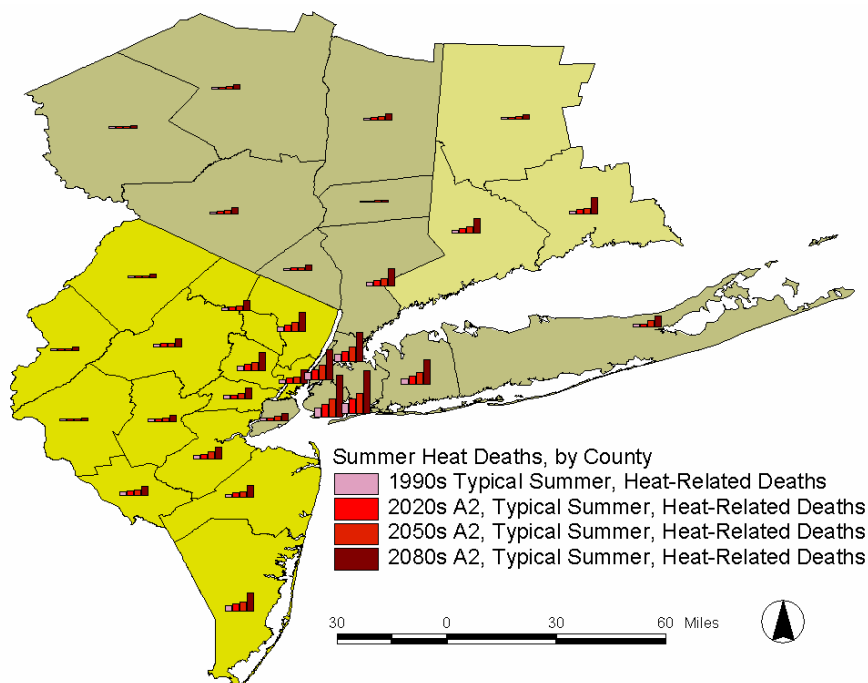 Summer Heat Deaths, by County
1990s Typical Summer, Heat-Related Deaths
2020s A2, Typical Summer, Heat-Related Deaths
2050s A2, Typical Summer, Heat-Related Deaths
2080s A2, Typical Summer, Heat-Related Deaths
30 0 30 60 Miles